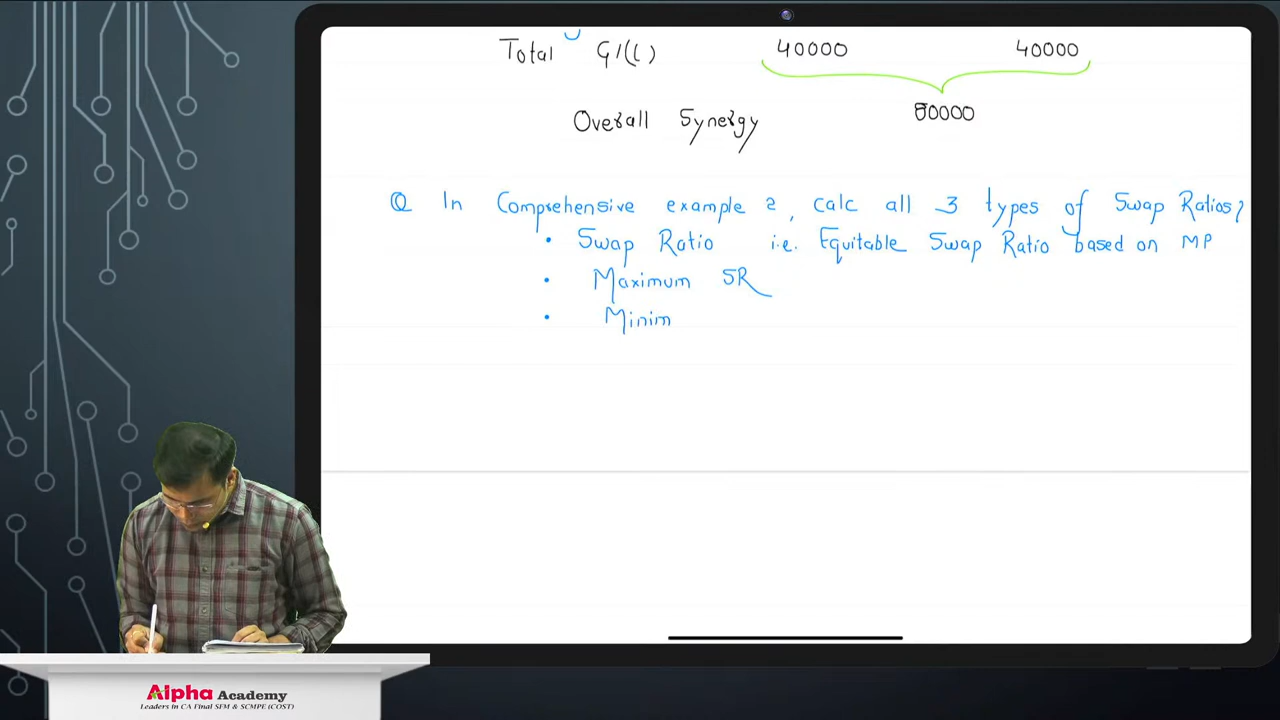 Total G/(L) 40000 40000
Overall Synergy 80000
Q In Comprehensive example 2, calc all 3 types of Swap Ratios?
• Swap Ratio i.e. Equitable Swap Ratio based on MP
• Maximum SR
• Minim
Alpha Academy
Leaders in CA Final SFM & SCMPE (COST)